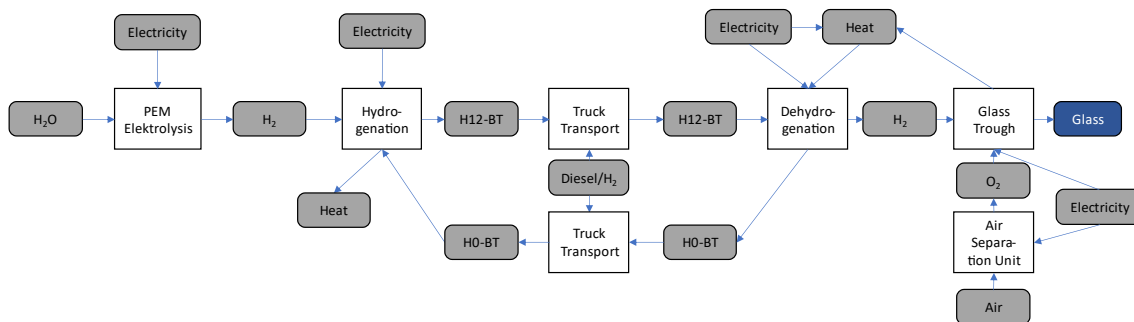 Electricity
Electricity
Electricity
Heat
H₂O
PEM
Elektrolysis
H₂
Hydro-
genation
H12-BT
Truck
Transport
H12-BT
Dehydro-
genation
H₂
Glass
Trough
Glass
Diesel/H₂
O₂
Heat
Electricity
H0-BT
Truck
Transport
H0-BT
Air
Separa-
tion Unit
Air